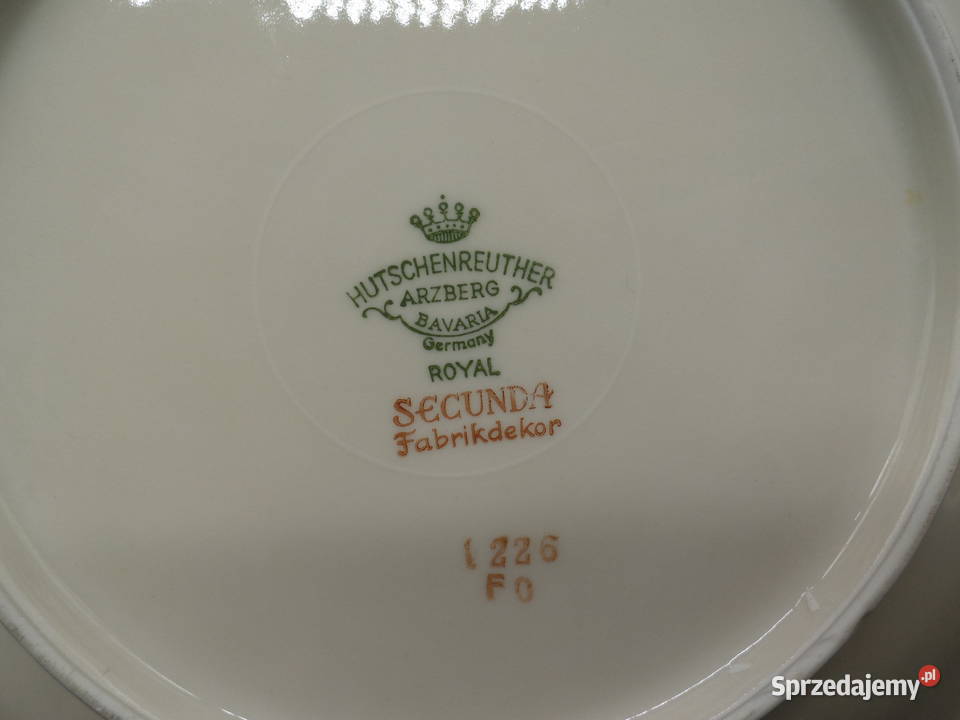 HUTSCHENREUTHER
ARZBERG
BAVARIA
Germany
ROYAL
SECUNDA
Fabrikdekor
1226
F0
Sprzedajemy.pl